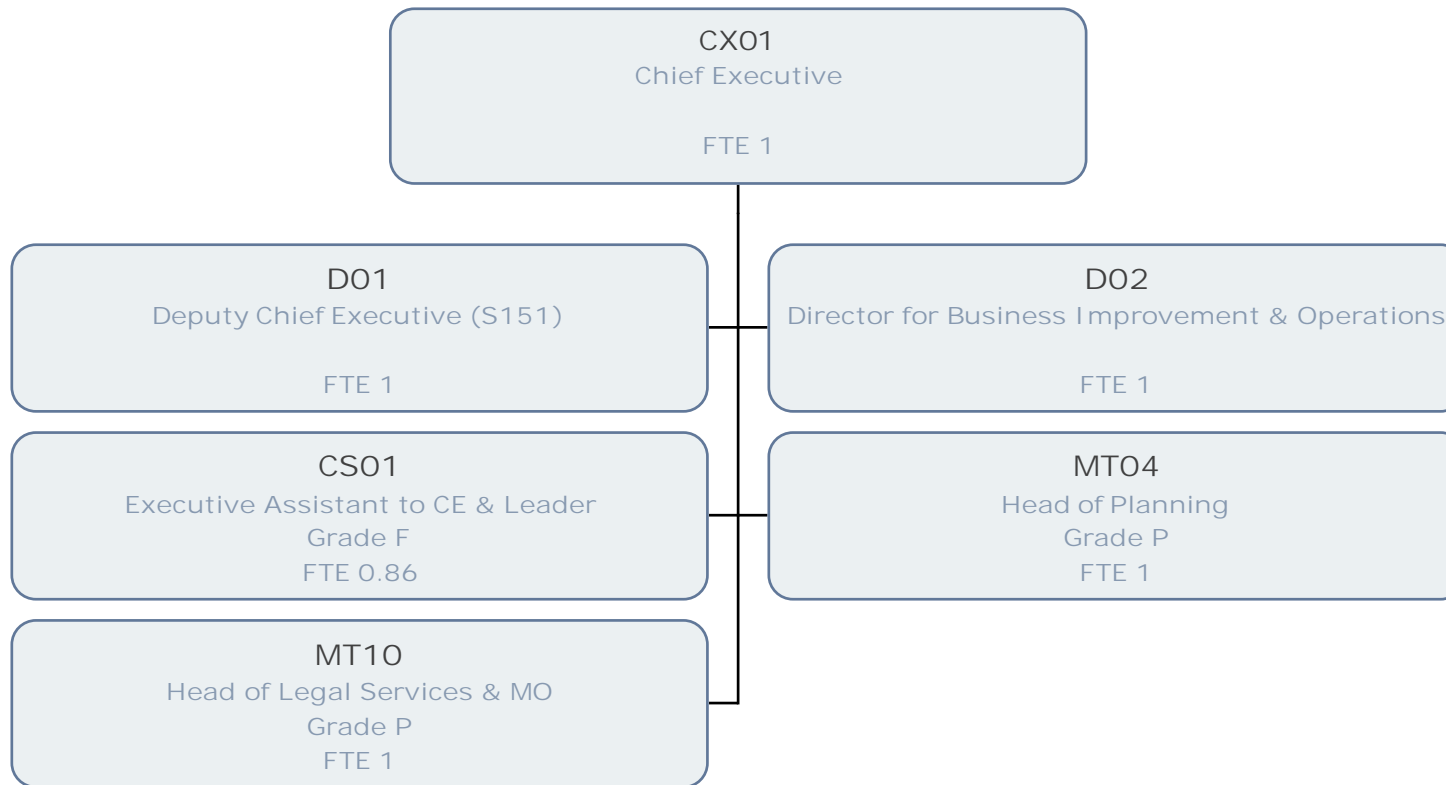 CX01
Chief Executive
FTE 1
D01
Deputy Chief Executive (S151)
FTE 1
D02
Director for Business Improvement & Operations
FTE 1
CS01
Executive Assistant to CE & Leader
Grade F
FTE 0.86
MT04
Head of Planning
Grade P
FTE 1
MT10
Head of Legal Services & MO
Grade P
FTE 1